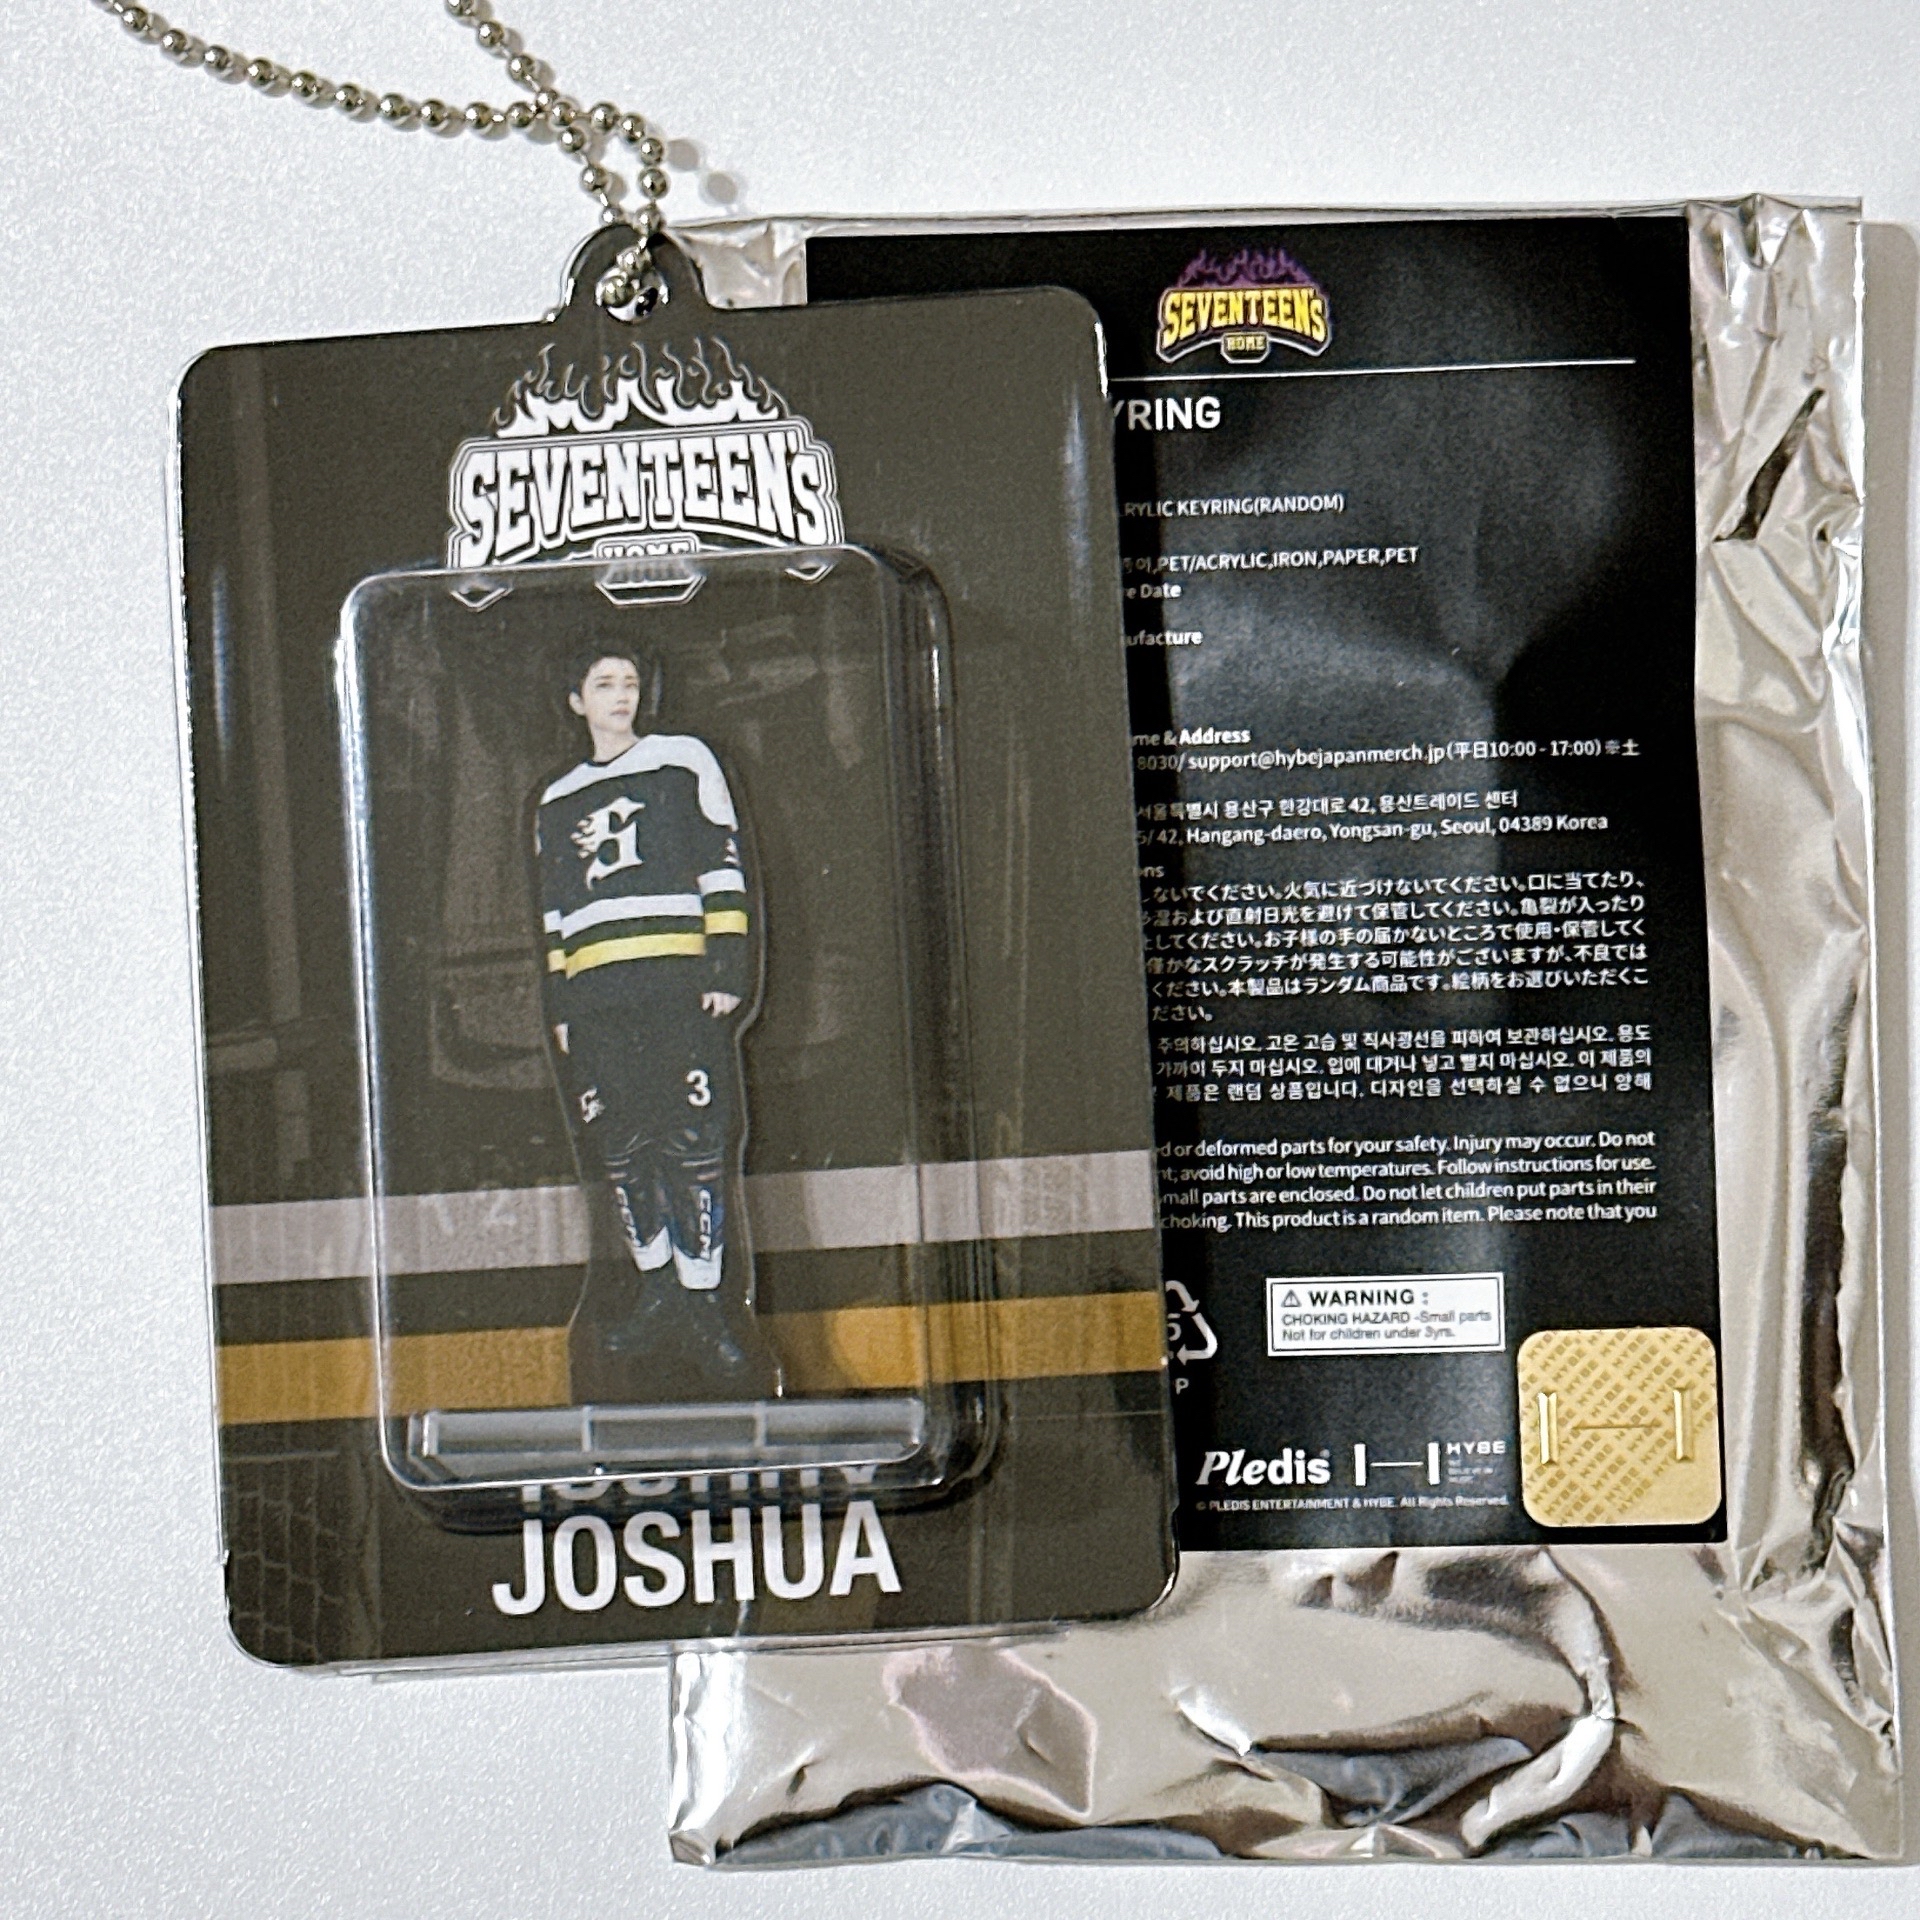 SEVENTEEN's
HOME
S
3
CCM
CCM
JOSHUA
SEVENTEEN's
HOME
YRING
RYLIC KEYRING(RANDOM)
이,PET/ACRYLIC,IRON,PAPER,PET
e Date
ufacture
me & Address
8030/ support@hybejapanmerch.jp(平日10:00 - 17:00)※土
서울특별시 용산구 한강대로 42, 용산트레이드 센터
5/ 42, Hangang-daero, Yongsan-gu, Seoul, 04389 Korea
ons
ないでください。火気に近づけないでください。口に当てたり、
湿および直射日光を避けて保管してください。亀裂が入ったり
としてください。お子様の手の届かないところで使用・保管してく
僅かなスクラッチが発生する可能性がございますが、不良では
ください。本製品はランダム商品です。絵柄をお選びいただくこ
ださい。
주의하십시오. 고온 고습 및 직사광선을 피하여 보관하십시오. 용도
가까이 두지 마십시오. 입에 대거나 넣고 빨지 마십시오. 이 제품의
제품은 랜덤 상품입니다. 디자인을 선택하실 수 없으니 양해
d or deformed parts for your safety. Injury may occur. Do not
nt, avoid high or low temperatures. Follow instructions for use.
mall parts are enclosed. Do not let children put parts in their
choking. This product is a random item. Please note that you
⚠ WARNING :
CHOKING HAZARD -Small parts
Not for children under 3yrs.
P
Pledis HYBE
© PLEDIS ENTERTAINMENT & HYBE. All Rights Reserved.